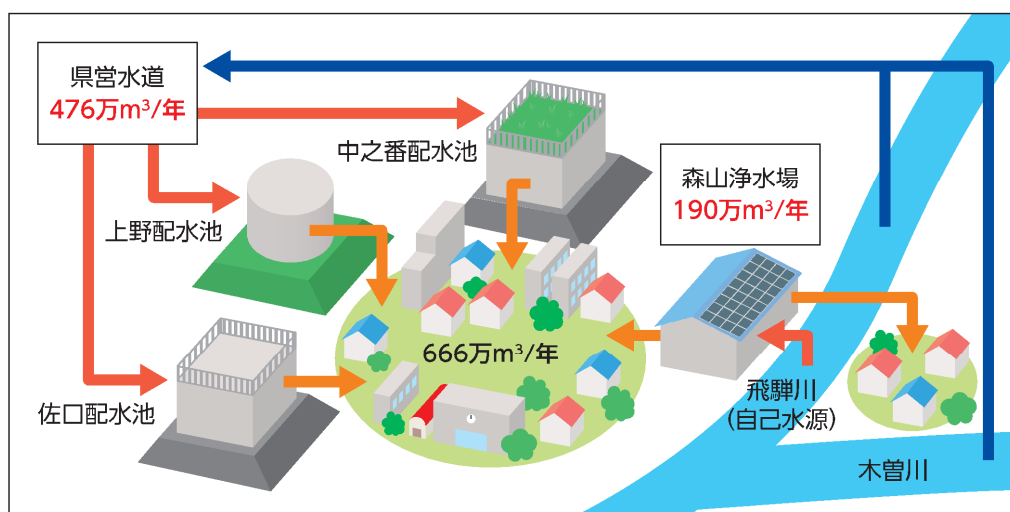 県営水道
476万m³/年
中之番配水池
上野配水池
佐口配水池
森山浄水場
190万m³/年
666万m³/年
飛騨川
(自己水源)
木曽川